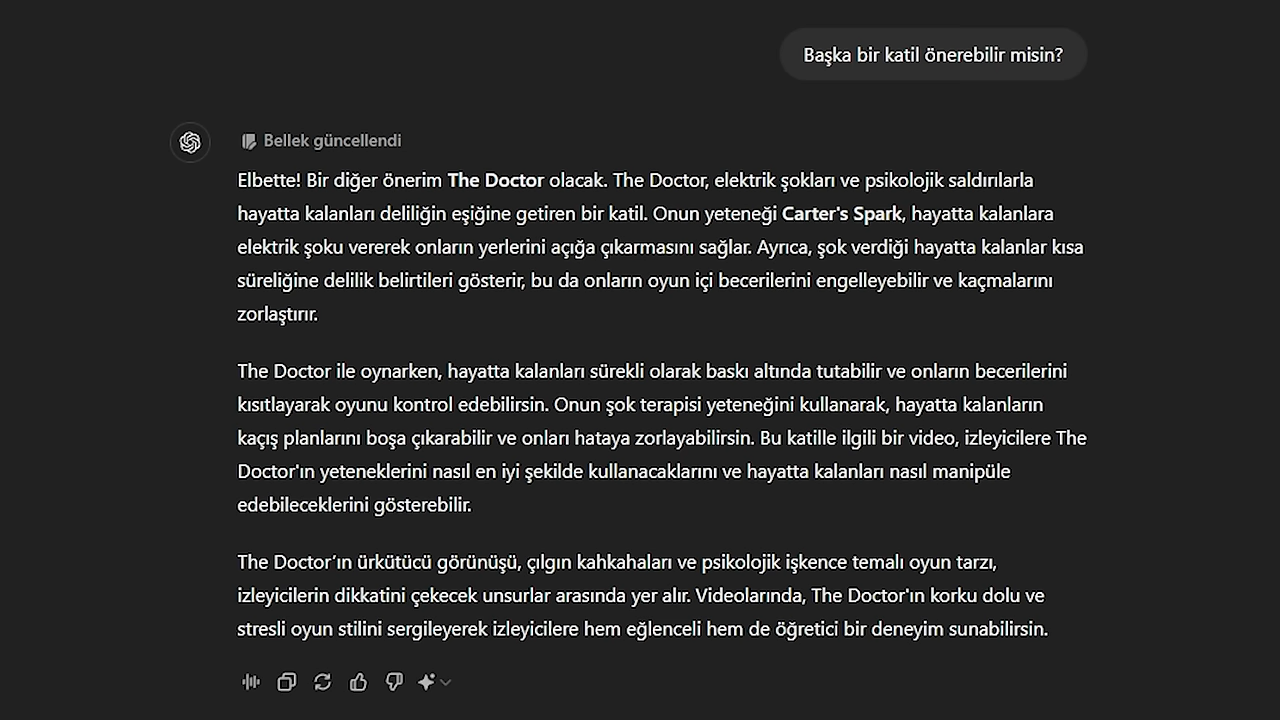 Başka bir katil önerebilir misin?
Bellek güncellendi
Elbette! Bir diğer önerim The Doctor olacak. The Doctor, elektrik şokları ve psikolojik saldırılarla
hayatta kalanları deliliğin eşiğine getiren bir katil. Onun yeteneği Carter's Spark, hayatta kalanlara
elektrik şoku vererek onların yerlerini açığa çıkarmasını sağlar. Ayrıca, şok verdiği hayatta kalanlar kısa
süreliğine delilik belirtileri gösterir, bu da onların oyun içi becerilerini engelleyebilir ve kaçmalarını
zorlaştırır.
The Doctor ile oynarken, hayatta kalanları sürekli olarak baskı altında tutabilir ve onların becerilerini
kısıtlayarak oyunu kontrol edebilirsin. Onun şok terapisi yeteneğini kullanarak, hayatta kalanların
kaçış planlarını boşa çıkarabilir ve onları hataya zorlayabilirsin. Bu katille ilgili bir video, izleyicilere The
Doctor'ın yeteneklerini nasıl en iyi şekilde kullanacaklarını ve hayatta kalanları nasıl manipüle
edebileceklerini gösterebilir.
The Doctor’ın ürkütücü görünüşü, çılgın kahkahaları ve psikolojik işkence temalı oyun tarzı,
izleyicilerin dikkatini çekecek unsurlar arasında yer alır. Videolarında, The Doctor'ın korku dolu ve
stresli oyun stilini sergileyerek izleyicilere hem eğlenceli hem de öğretici bir deneyim sunabilirsin.